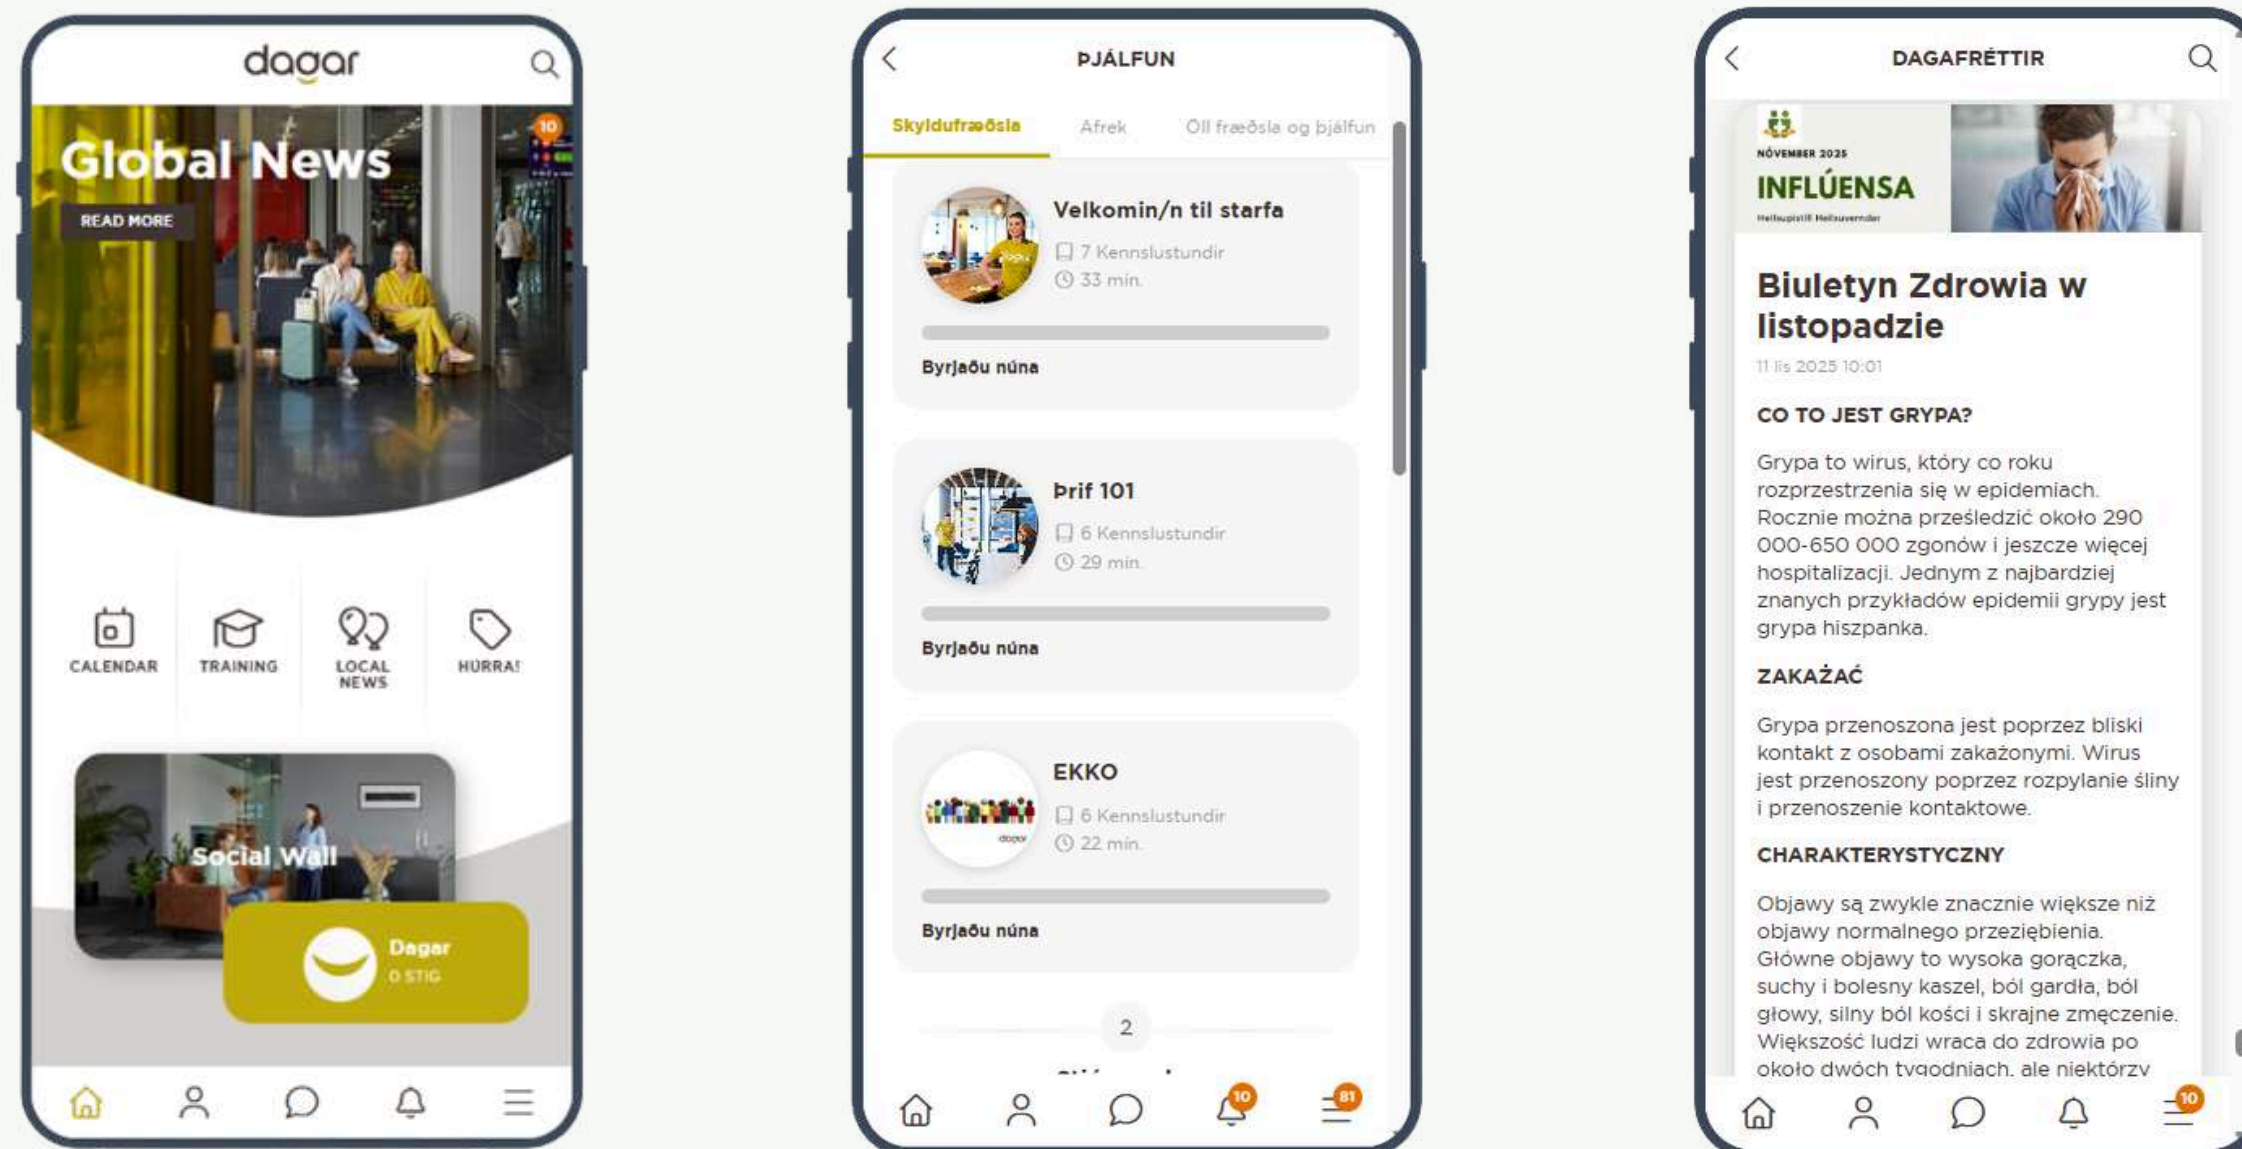 dagar
Global News
10
READ MORE
CALENDAR
TRAINING
LOCAL
NEWS
HÚRRA!
Social Wall
Dagar
0 STIG
ÞJÁLFUN
Skyldufræðsla
Afrek
Öll fræðsla og þjálfun
Velkomin/n til starfa
7 Kennslustundir
33 mín.
Byrjaðu núna
Þrif 101
6 Kennslustundir
29 mín.
Byrjaðu núna
EKKO
dagar
6 Kennslustundir
22 mín.
Byrjaðu núna
2
10
81
DAGAFRÉTTIR
NÓVEMBER 2025
INFLÚENSA
Heilsupistill Heilsuverndar
Biuletyn Zdrowia w
listopadzie
11 lis 2025 10:01
CO TO JEST GRYPA?
Grypa to wirus, który co roku
rozprzestrzenia się w epidemiach.
Rocznie można prześledzić około 290
000-650 000 zgonów i jeszcze więcej
hospitalizacji. Jednym z najbardziej
znanych przykładów epidemii grypy jest
grypa hiszpanka.
ZAKAŻAĆ
Grypa przenoszona jest poprzez bliski
kontakt z osobami zakażonymi. Wirus
jest przenoszony poprzez rozpylanie śliny
i przenoszenie kontaktowe.
CHARAKTERYSTYCZNY
Objawy są zwykle znacznie większe niż
objawy normalnego przeziębienia.
Główne objawy to wysoka gorączka,
suchy i bolesny kaszel, ból gardła, ból
głowy, silny ból kości i skrajne zmęczenie.
Większość ludzi wraca do zdrowia po
około dwóch tygodniach, ale niektórzy
10